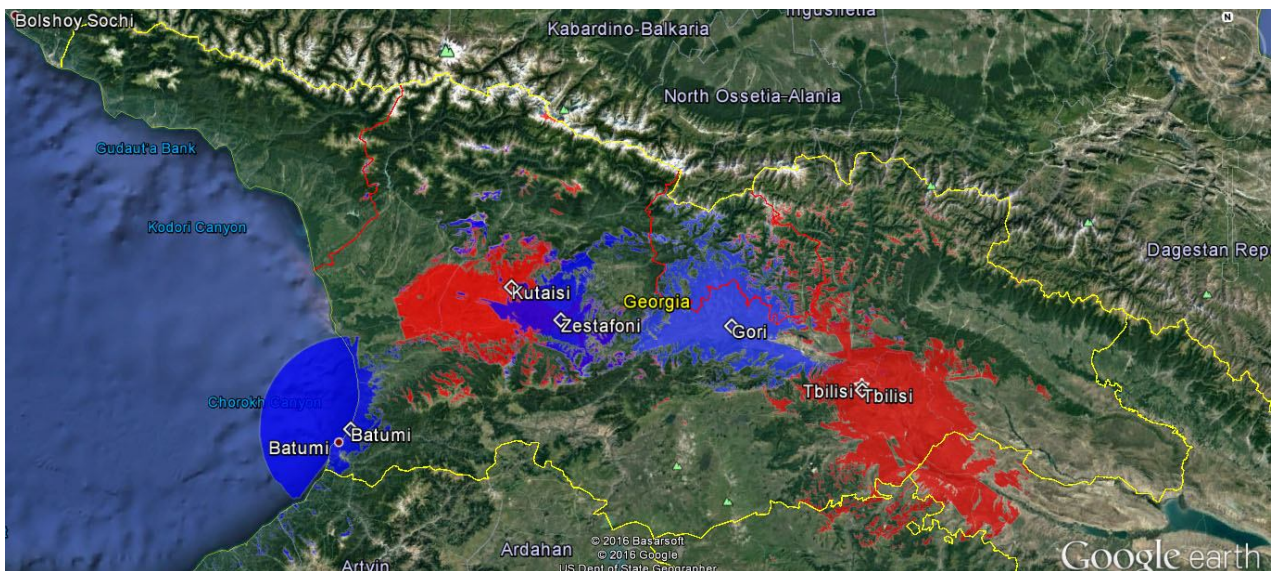 Bolshoy Sochi
Kabardino-Balkaria
Ingushetia
N
North Ossetia-Alania
Gudauta Bank
Kodori Canyon
Dagestan Rep
Kutaisi
Georgia
Zestafoni
Gori
Tbilisi
Tbilisi
Chorokh Canyon
Batumi
Batumi
Ardahan
© 2016 Basarsoft
© 2016 Google
US Dept of State Geographer
Artvin
Google earth